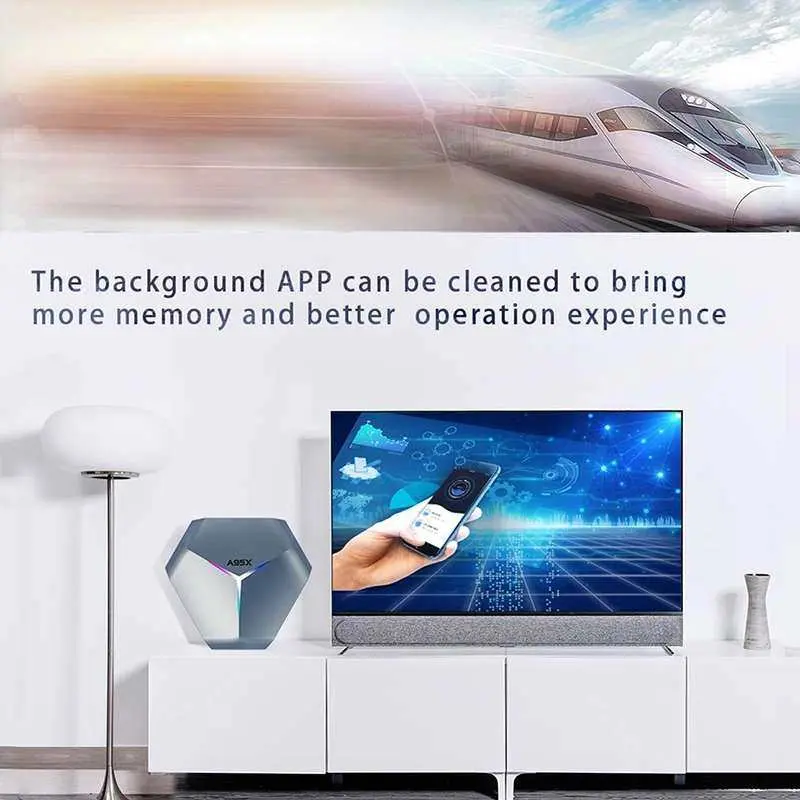 The background APP can be cleaned to bring
more memory and better operation experience
A95X